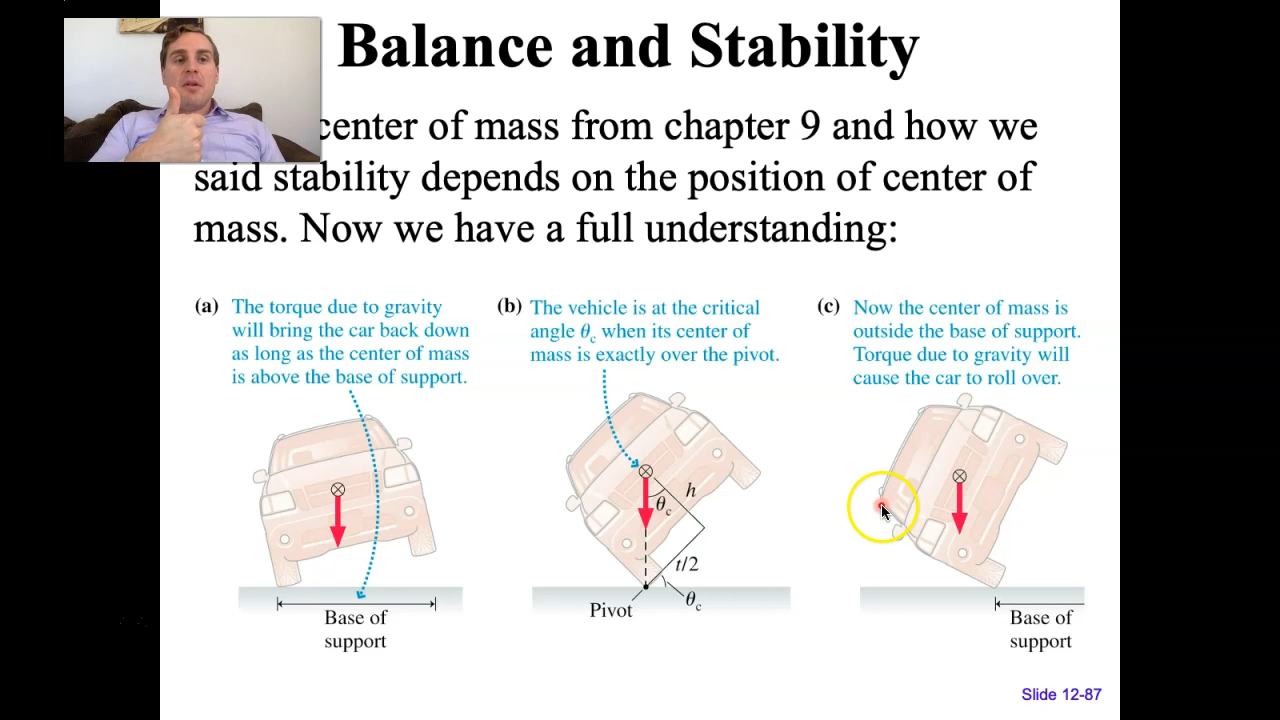 Balance and Stability
center of mass from chapter 9 and how we
said stability depends on the position of center of
mass. Now we have a full understanding:
(a) The torque due to gravity
will bring the car back down
as long as the center of mass
is above the base of support.
Base of
support
(b) The vehicle is at the critical
angle θc when its center of
mass is exactly over the pivot.
h
θc
t/2
θc
Pivot
(c) Now the center of mass is
outside the base of support.
Torque due to gravity will
cause the car to roll over.
Base of
support
Slide 12-87